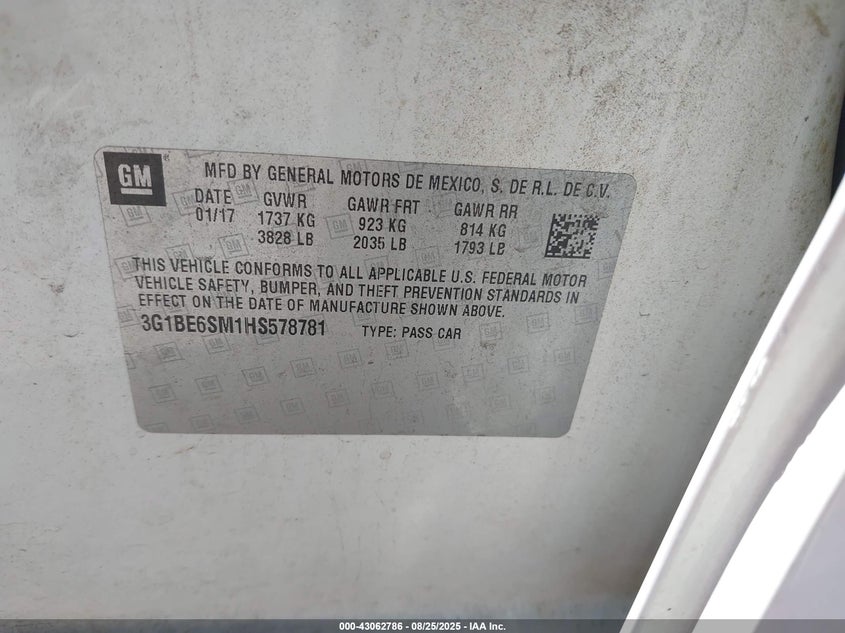 GM
MFD BY GENERAL MOTORS DE MEXICO, S. DE R.L. DE C.V.
DATE GVWR GAWR FRT GAWR RR
01/17 1737 KG 923 KG 814 KG
3828 LB 2035 LB 1793 LB
THIS VEHICLE CONFORMS TO ALL APPLICABLE U.S. FEDERAL MOTOR
VEHICLE SAFETY, BUMPER, AND THEFT PREVENTION STANDARDS IN
EFFECT ON THE DATE OF MANUFACTURE SHOWN ABOVE.
3G1BE6SM1HS578781 TYPE: PASS CAR
000-43062786 - 08/25/2025 - IAA Inc.